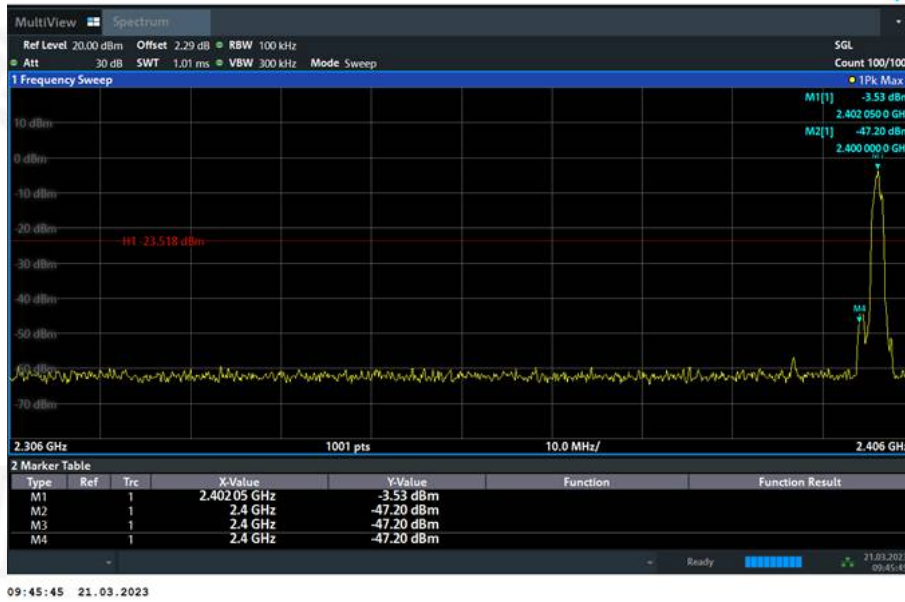 MultiView Spectrum
Ref Level 20.00 dBm Offset 2.29 dB RBW 100 kHz SGL
Att 30 dB SWT 1.01 ms VBW 300 kHz Mode Sweep Count 100/100
1 Frequency Sweep 1Pk Max
M1[1] -3.53 dBm
2.402 050 0 GH
M2[1] -47.20 dBm
2.400 000 0 GH
10 dBm
0 dBm
-10 dBm
-20 dBm
H1 -23.518 dBm
-30 dBm
-40 dBm
M4
-50 dBm
-60 dBm
-70 dBm
2.306 GHz 1001 pts 10.0 MHz/ 2.406 GH
2 Marker Table
Type Ref Trc X-Value Y-Value Function Function Result
M1 1 2.402 05 GHz -3.53 dBm
M2 1 2.4 GHz -47.20 dBm
M3 1 2.4 GHz -47.20 dBm
M4 1 2.4 GHz -47.20 dBm
Ready 21.03.2023
09:45:45
09:45:45 21.03.2023